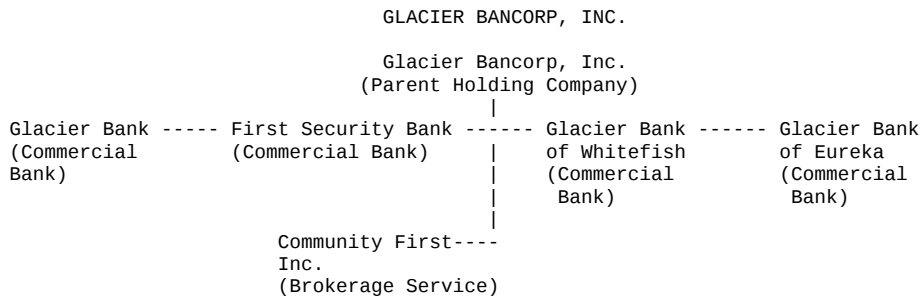 GLACIER BANCORP, INC.
Glacier Bancorp, Inc.
(Parent Holding Company)
|
Glacier Bank ----- First Security Bank ------ Glacier Bank ------ Glacier Bank
(Commercial (Commercial Bank) | of Whitefish of Eureka
Bank) | (Commercial (Commercial
| Bank) Bank)
|
Community First----
Inc.
(Brokerage Service)